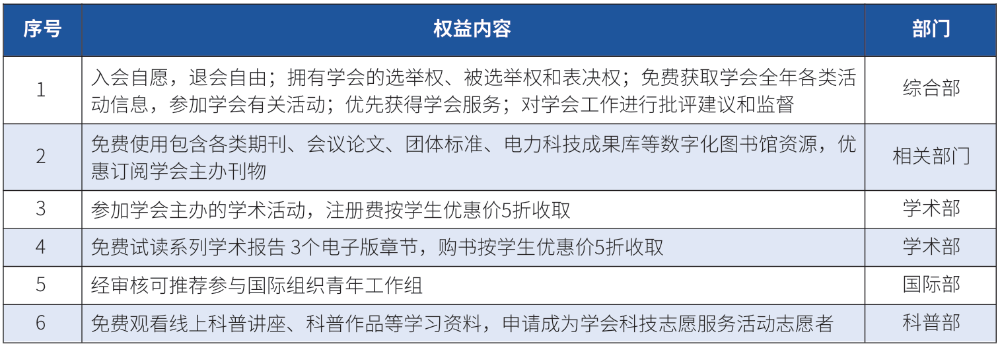 序号 权益内容 部门
1 入会自愿，退会自由；拥有学会的选举权、被选举权和表决权；免费获取学会全年各类活 综合部
动信息，参加学会有关活动；优先获得学会服务；对学会工作进行批评建议和监督
2 免费使用包含各类期刊、会议论文、团体标准、电力科技成果库等数字化图书馆资源，优 相关部门
惠订阅学会主办刊物
3 参加学会主办的学术活动，注册费按学生优惠价5折收取 学术部
4 免费试读系列学术报告 3个电子版章节，购书按学生优惠价5折收取 学术部
5 经审核可推荐参与国际组织青年工作组 国际部
6 免费观看线上科普讲座、科普作品等学习资料，申请成为学会科技志愿服务活动志愿者 科普部